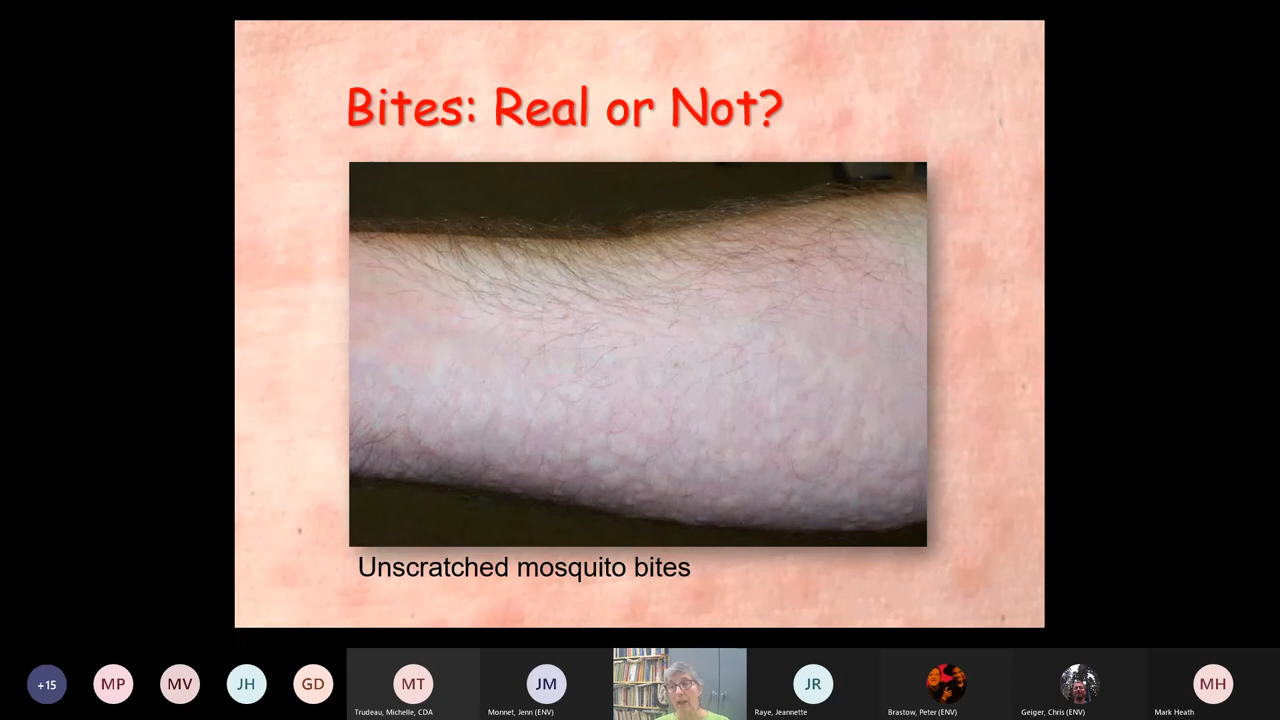 Bites: Real or Not?
Unscratched mosquito bites
+15
MP
MV
JH
GD
MT
JM
JR
MH
Trudeau, Michelle, CDA
Monnet, Jenn (ENV)
Raye, Jeannette
Brastow, Peter (ENV)
Geiger, Chris (ENV)
Mark Heath